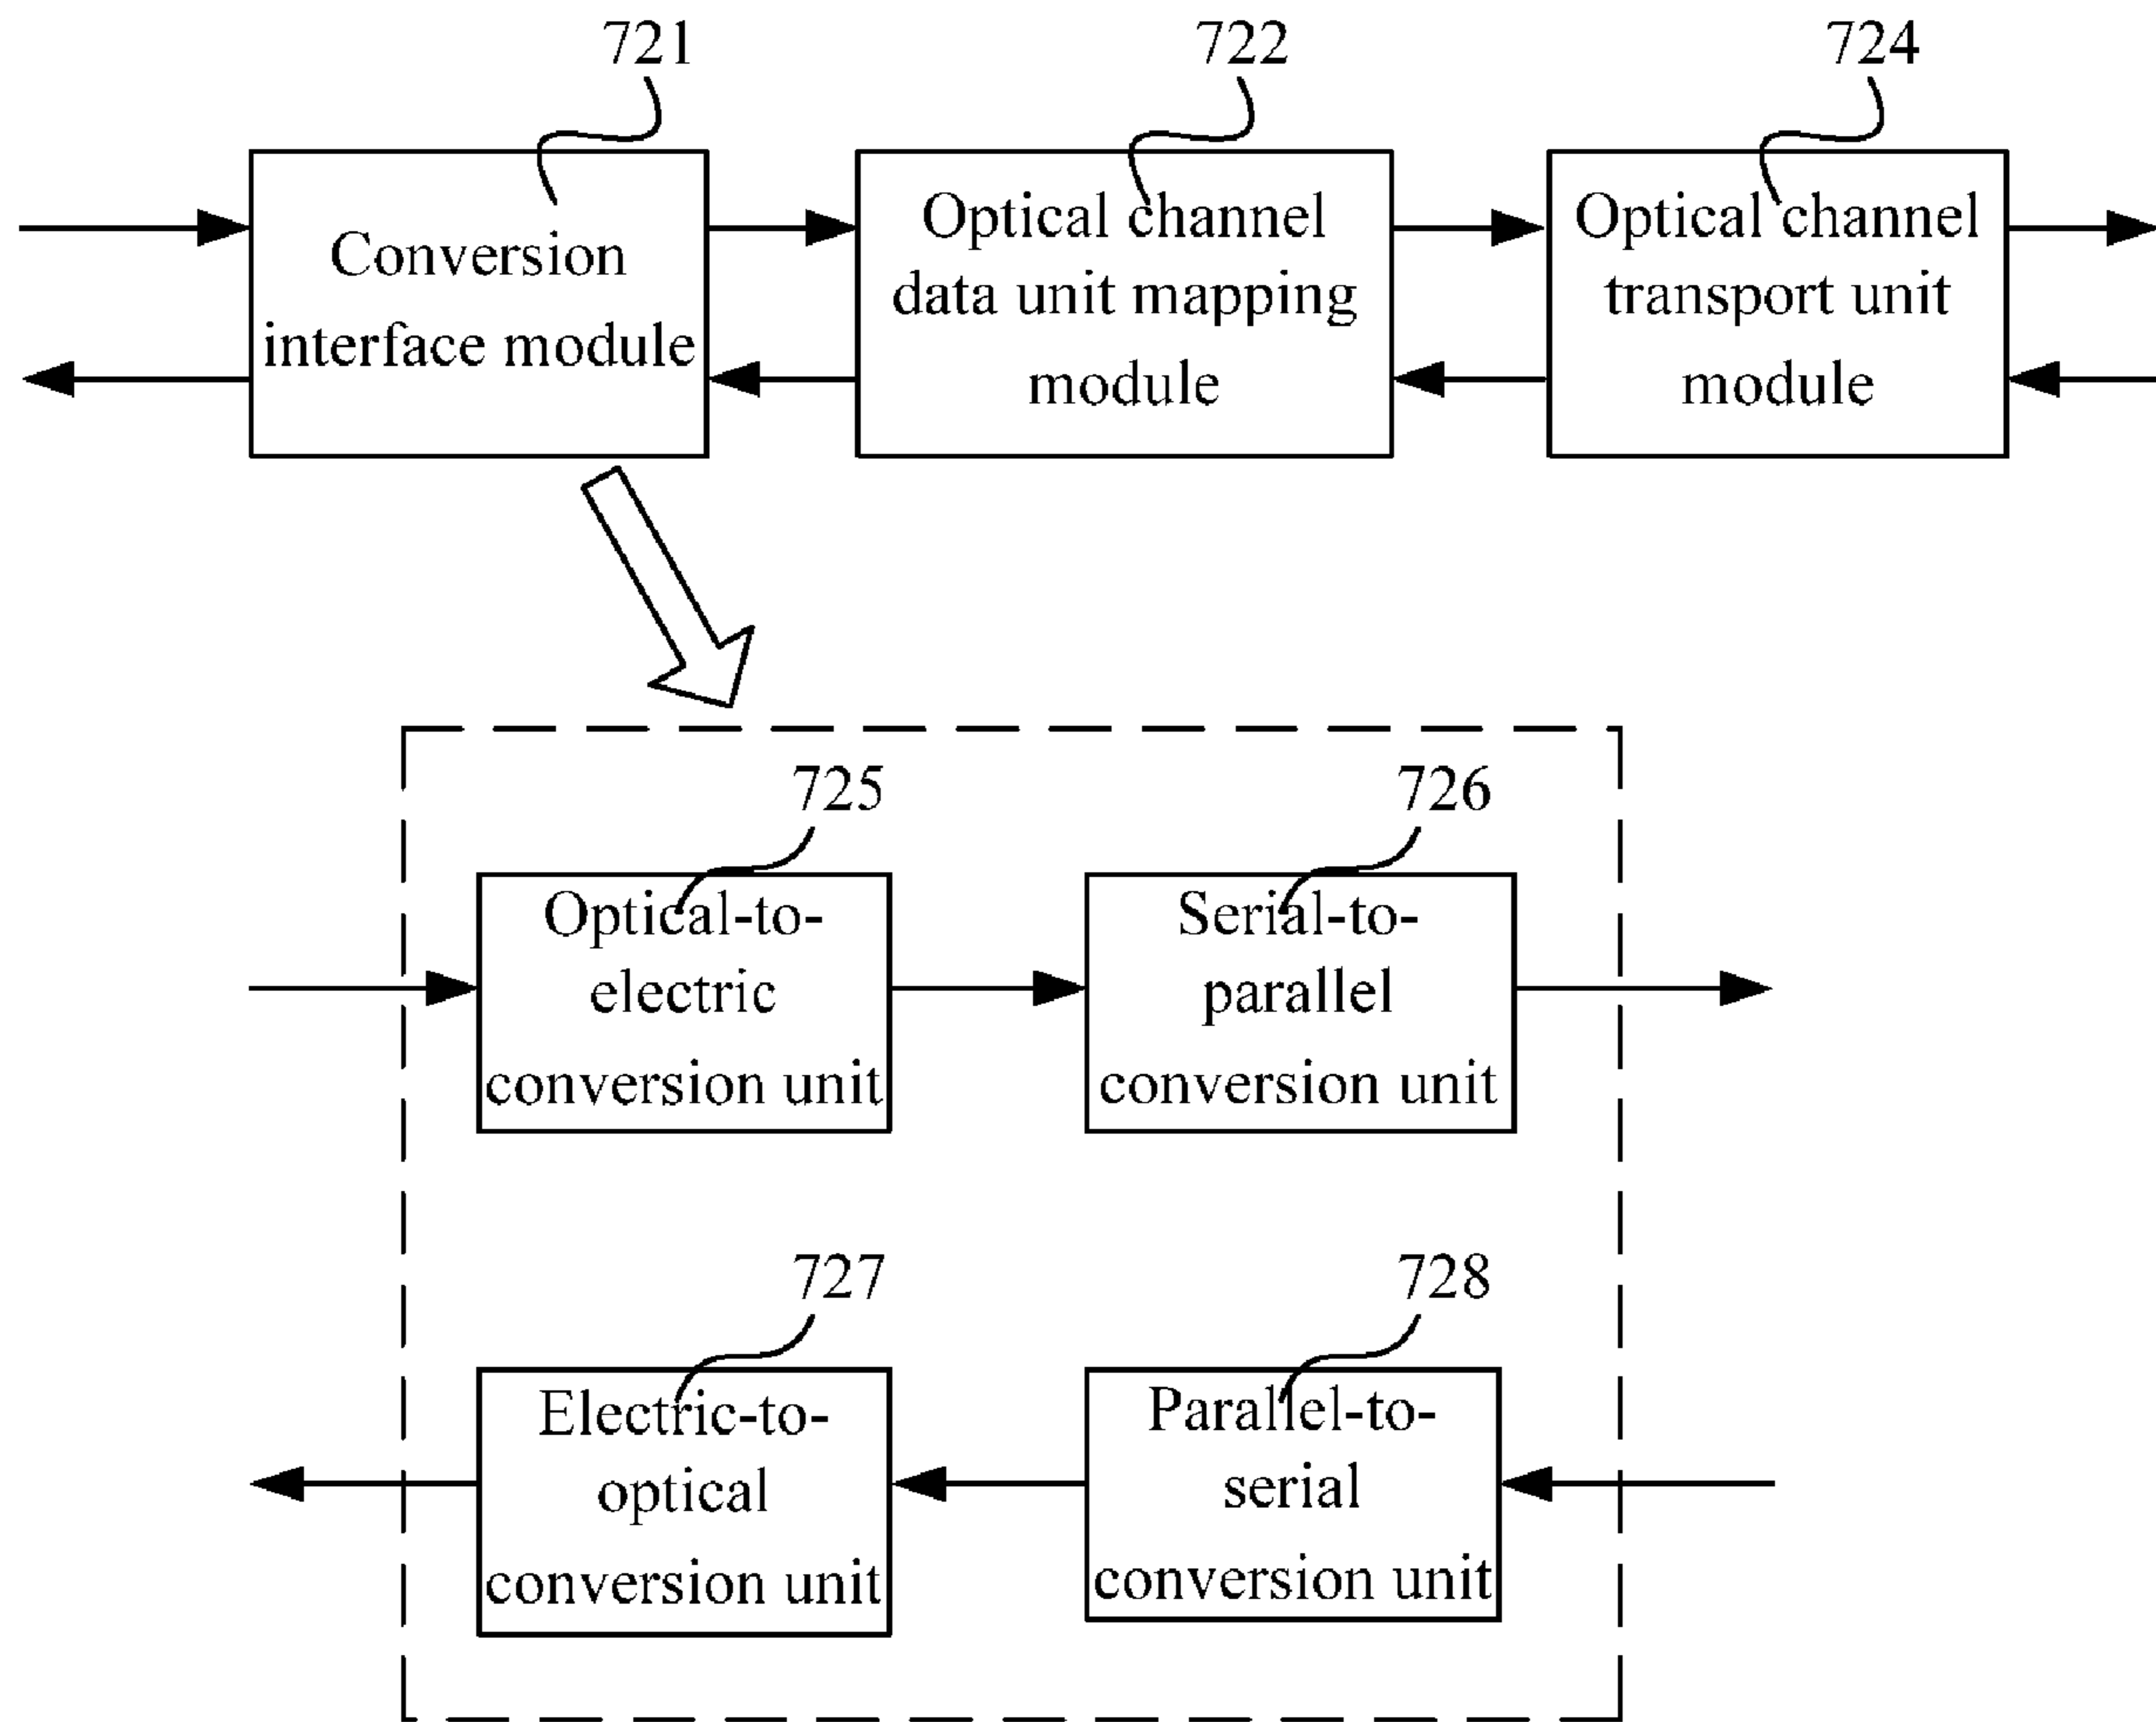 721
722
724
Conversion
interface module
Optical channel
data unit mapping
module
Optical channel
transport unit
module
725
726
Optical-to-
electric
conversion unit
Serial-to-
parallel
conversion unit
727
728
Electric-to-
optical
conversion unit
Parallel-to-
serial
conversion unit